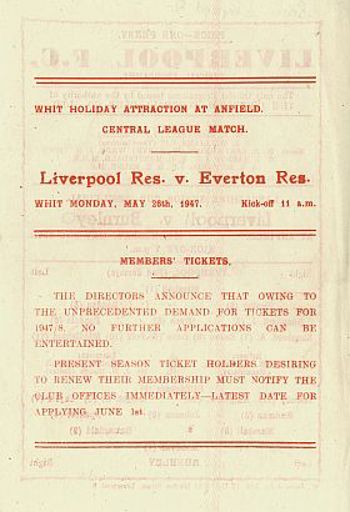 WHIT HOLIDAY ATTRACTION AT ANFIELD.
CENTRAL LEAGUE MATCH.
Liverpool Res. v. Everton Res.
WHIT MONDAY, MAY 26th, 1947. Kick-off 11 a.m.
MEMBERS' TICKETS.
THE DIRECTORS ANNOUNCE THAT OWING TO
THE UNPRECEDENTED DEMAND FOR TICKETS FOR
1947/8, NO FURTHER APPLICATIONS CAN BE
ENTERTAINED.
PRESENT SEASON TICKET HOLDERS DESIRING
TO RENEW THEIR MEMBERSHIP MUST NOTIFY THE
CLUB OFFICES IMMEDIATELY—LATEST DATE FOR
APPLYING JUNE 1st.